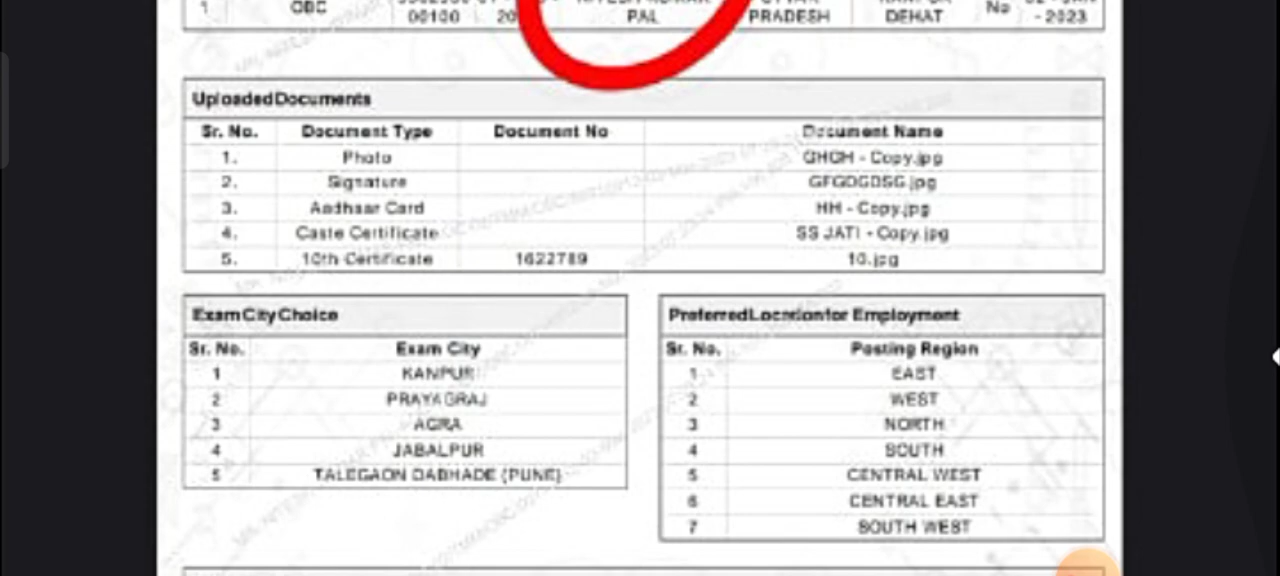 1 OBC 00100 20 PAL PRADESH DEHAT No - 2023
Uploaded Documents
Sr. No. Document Type Document No Document Name
1. Photo GHGH - Copy.jpg
2. Signature GFGDGDSG.jpg
3. Aadhaar Card HH - Copy.jpg
4. Caste Certificate SS JATI - Copy.jpg
5. 10th Certificate 1622789 10.jpg
Exam City Choice
Sr. No. Exam City
1 KANPUR
2 PRAYAGRAJ
3 AGRA
4 JABALPUR
5 TALEGAON DABHADE (PUNE)
Preferred Location for Employment
Sr. No. Posting Region
1 EAST
2 WEST
3 NORTH
4 SOUTH
5 CENTRAL WEST
6 CENTRAL EAST
7 SOUTH WEST